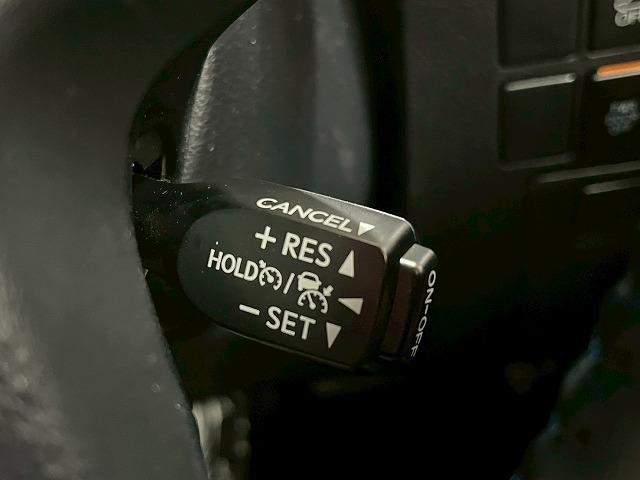 CANCEL
+ RES
HOLD /
− SET
ON-OFF